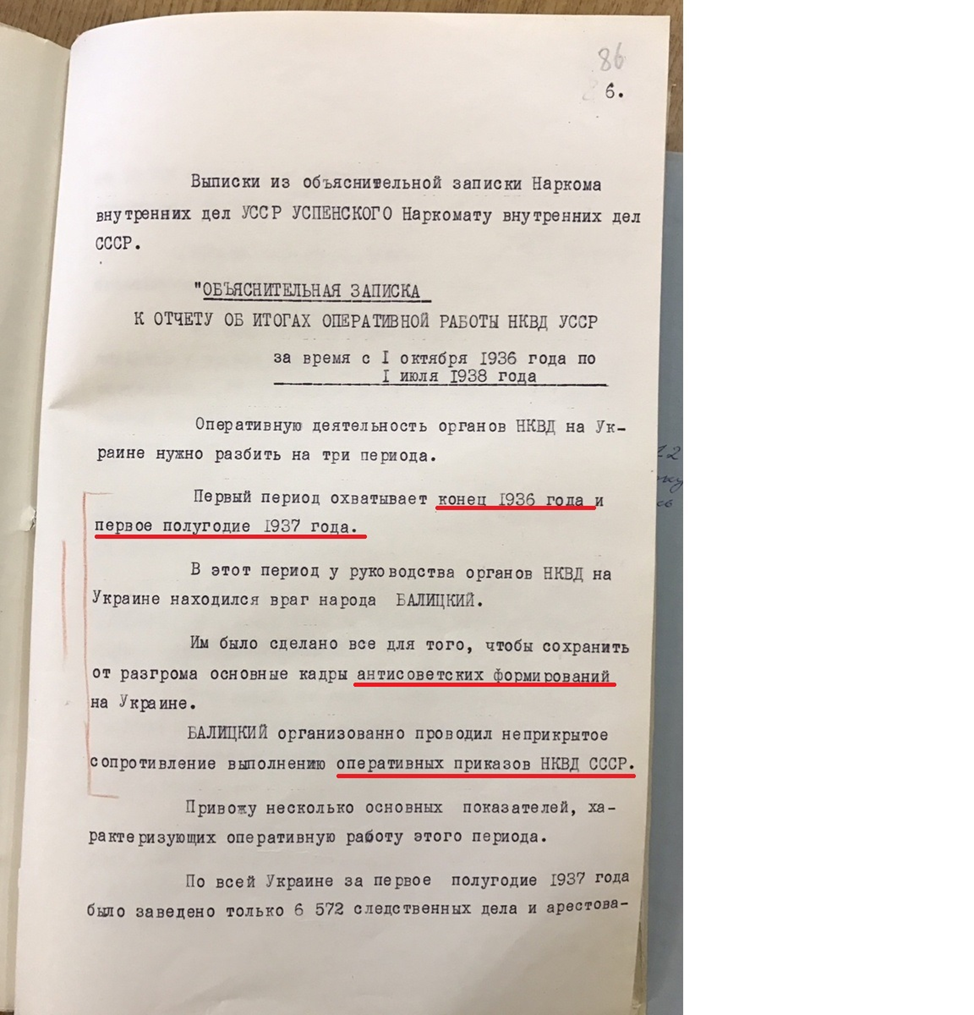 86
6.
Выписки из объяснительной записки Наркома
внутренних дел УССР УСПЕНСКОГО Наркомату внутренних дел
СССР.
"ОБЪЯСНИТЕЛЬНАЯ ЗАПИСКА
К ОТЧЕТУ ОБ ИТОГАХ ОПЕРАТИВНОЙ РАБОТЫ НКВД УССР
за время с I октября 1936 года по
I июля 1938 года
Оперативную деятельность органов НКВД на Ук-
раине нужно разбить на три периода.
Первый период охватывает конец 1936 года и
первое полугодие 1937 года.
В этот период у руководства органов НКВД на
Украине находился враг народа БАЛИЦКИЙ.
Им было сделано все для того, чтобы сохранить
от разгрома основные кадры антисоветских формирований
на Украине.
БАЛИЦКИЙ организованно проводил неприкрытое
сопротивление выполнению оперативных приказов НКВД СССР.
Привожу несколько основных показателей, ха-
рактеризующих оперативную работу этого периода.
По всей Украине за первое полугодие 1937 года
было заведено только 6 572 следственных дела и арестова-